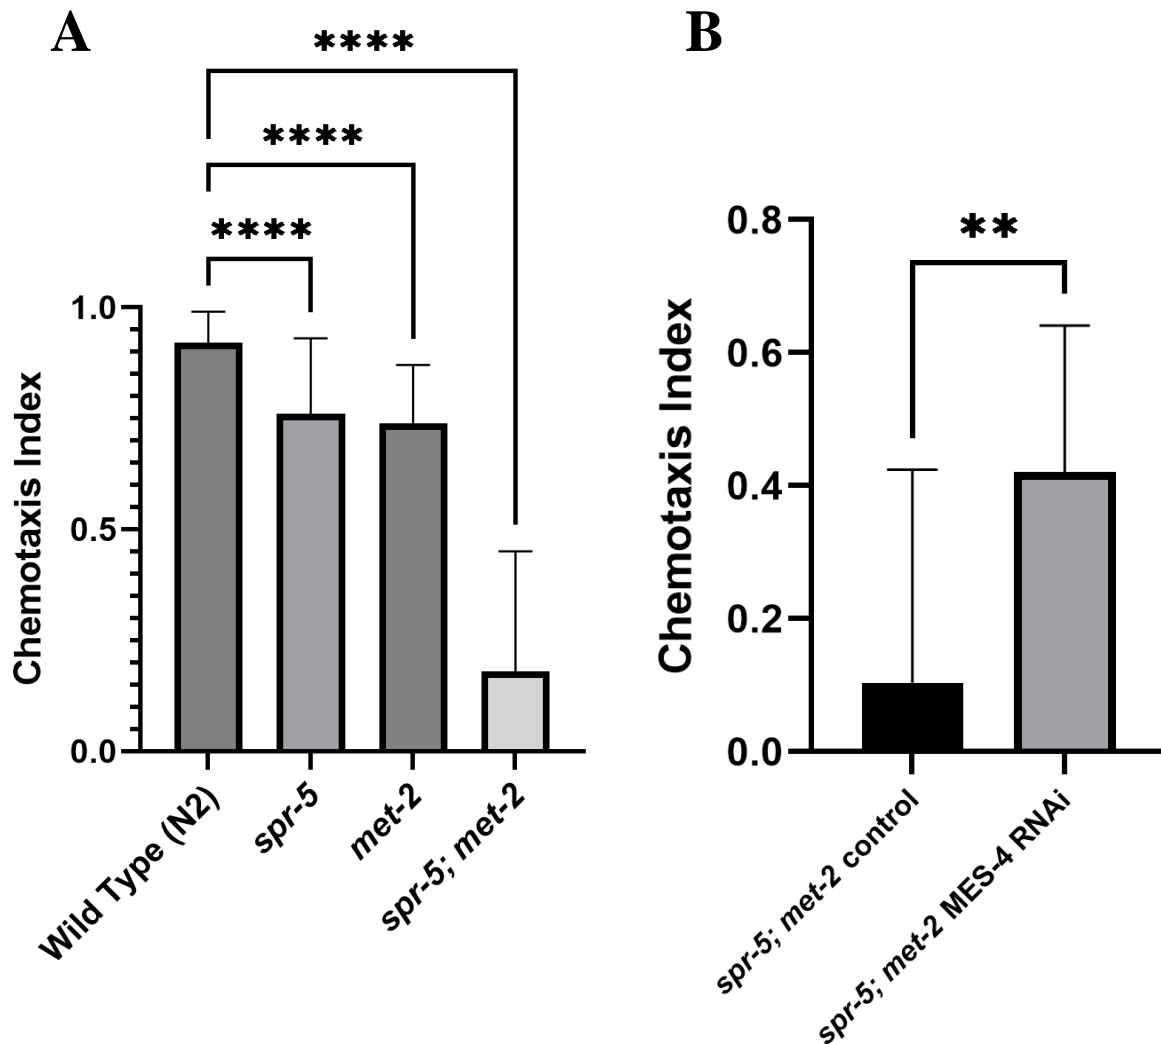 A
****
****
****
1.0
0.5
0.0
Chemotaxis Index
Wild Type (N2)
spr-5
met-2
spr-5; met-2
B
**
0.8
0.6
0.4
0.2
0.0
Chemotaxis Index
spr-5; met-2 control
spr-5; met-2 MES-4 RNAi